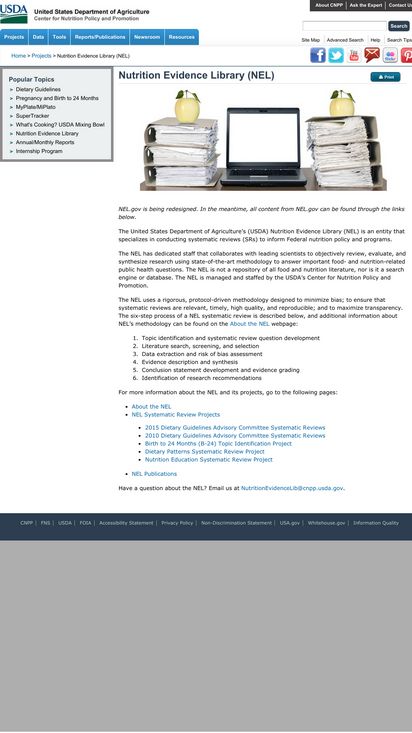 USDA
United States Department of Agriculture
Center for Nutrition Policy and Promotion
About CNPP
Ask the Expert
Contact Us
Search
Projects
Data
Tools
Reports/Publications
Newsroom
Resources
Site Map
Advanced Search
Help
Search Tips
Home > Projects > Nutrition Evidence Library (NEL)
You
flickr
Popular Topics
Dietary Guidelines
Pregnancy and Birth to 24 Months
MyPlate/MiPlato
SuperTracker
What's Cooking? USDA Mixing Bowl
Nutrition Evidence Library
Annual/Monthly Reports
Internship Program
Nutrition Evidence Library (NEL)
Print
NEL.gov is being redesigned. In the meantime, all content from NEL.gov can be found through the links
below.
The United States Department of Agriculture's (USDA) Nutrition Evidence Library (NEL) is an entity that
specializes in conducting systematic reviews (SRs) to inform Federal nutrition policy and programs.
The NEL has dedicated staff that collaborates with leading scientists to objectively review, evaluate, and
synthesize research using state-of-the-art methodology to answer important food- and nutrition-related
public health questions. The NEL is not a repository of all food and nutrition literature, nor is it a search
engine or database. The NEL is managed and staffed by the USDA's Center for Nutrition Policy and
Promotion.
The NEL uses a rigorous, protocol-driven methodology designed to minimize bias; to ensure that
systematic reviews are relevant, timely, high quality, and reproducible; and to maximize transparency.
The six-step process of a NEL systematic review is described below, and additional information about
NEL's methodology can be found on the About the NEL webpage:
1. Topic identification and systematic review question development
2. Literature search, screening, and selection
3. Data extraction and risk of bias assessment
4. Evidence description and synthesis
5. Conclusion statement development and evidence grading
6. Identification of research recommendations
For more information about the NEL and its projects, go to the following pages:
• About the NEL
• NEL Systematic Review Projects
• 2015 Dietary Guidelines Advisory Committee Systematic Reviews
• 2010 Dietary Guidelines Advisory Committee Systematic Reviews
• Birth to 24 Months (B-24) Topic Identification Project
• Dietary Patterns Systematic Review Project
• Nutrition Education Systematic Review Project
• NEL Publications
Have a question about the NEL? Email us at NutritionEvidenceLib@cnpp.usda.gov.
CNPP | FNS | USDA | FOIA | Accessibility Statement | Privacy Policy | Non-Discrimination Statement | USA.gov | Whitehouse.gov | Information Quality